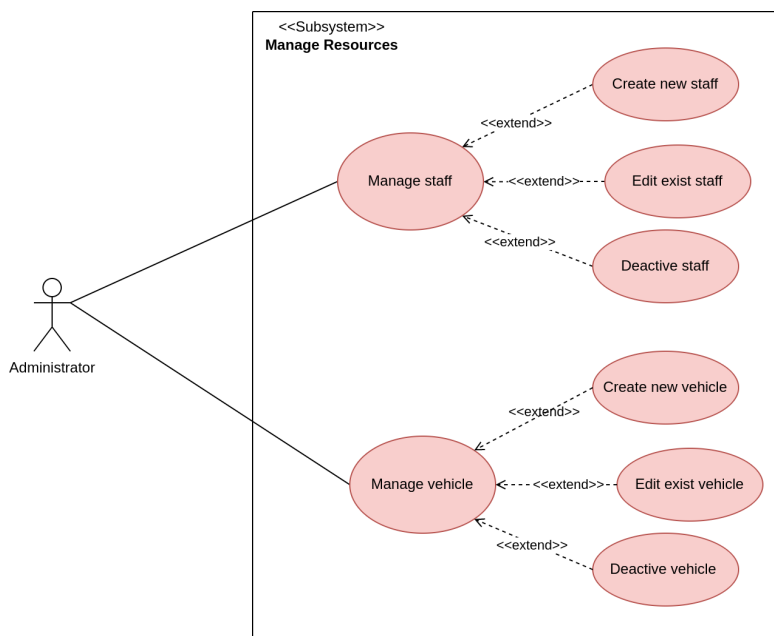 <<Subsystem>>
Manage Resources
Create new staff
<<extend>>
Manage staff
<<extend>>
Edit exist staff
<<extend>>
Deactive staff
Administrator
Create new vehicle
<<extend>>
Manage vehicle
<<extend>>
Edit exist vehicle
<<extend>>
Deactive vehicle